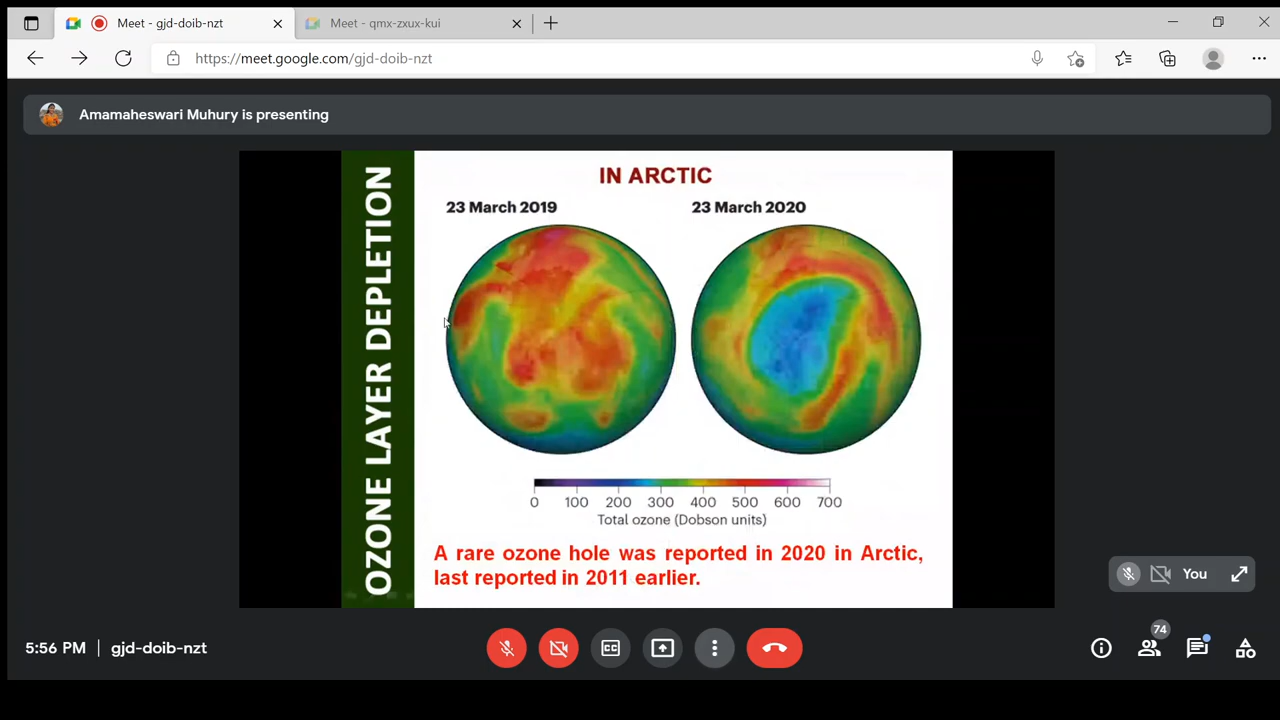 Meet - gjd-doib-nzt
Meet - qmx-zxux-kui
https://meet.google.com/gjd-doib-nzt
Amamaheswari Muhury is presenting
OZONE LAYER DEPLETION
IN ARCTIC
23 March 2019
23 March 2020
0 100 200 300 400 500 600 700
Total ozone (Dobson units)
A rare ozone hole was reported in 2020 in Arctic,
last reported in 2011 earlier.
You
5:56 PM | gjd-doib-nzt
CC
74